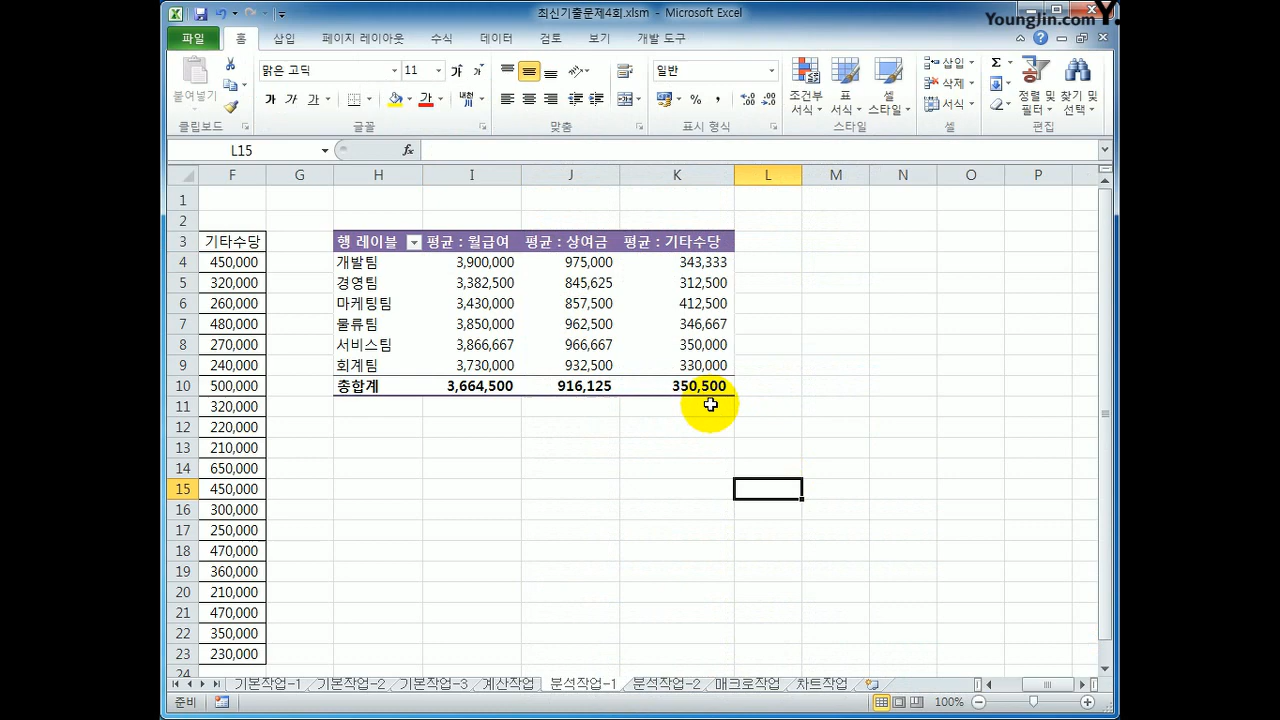 최신기출문제4회.xlsm - Microsoft Excel
YoungJin.com Y.
파일 홈 삽입 페이지 레이아웃 수식 데이터 검토 보기 개발 도구
붙여넣기
맑은 고딕 11
가 가 가
일반
조건부 서식
표 서식
셀 스타일
삽입
삭제
서식
정렬 및 필터
찾기 및 선택
클립보드 글꼴 맞춤 표시 형식 스타일 셀 편집
L15 fx
F G H I J K L M N O P
1
2
3 기타수당 행 레이블 평균 : 월급여 평균 : 상여금 평균 : 기타수당
4 450,000 개발팀 3,900,000 975,000 343,333
5 320,000 경영팀 3,382,500 845,625 312,500
6 260,000 마케팅팀 3,430,000 857,500 412,500
7 480,000 물류팀 3,850,000 962,500 346,667
8 270,000 서비스팀 3,866,667 966,667 350,000
9 240,000 회계팀 3,730,000 932,500 330,000
10 500,000 총합계 3,664,500 916,125 350,500
11 320,000
12 220,000
13 210,000
14 650,000
15 450,000
16 300,000
17 250,000
18 470,000
19 360,000
20 210,000
21 470,000
22 350,000
23 230,000
24
기본작업-1 기본작업-2 기본작업-3 계산작업 분석작업-1 분석작업-2 매크로작업 차트작업
준비 100%